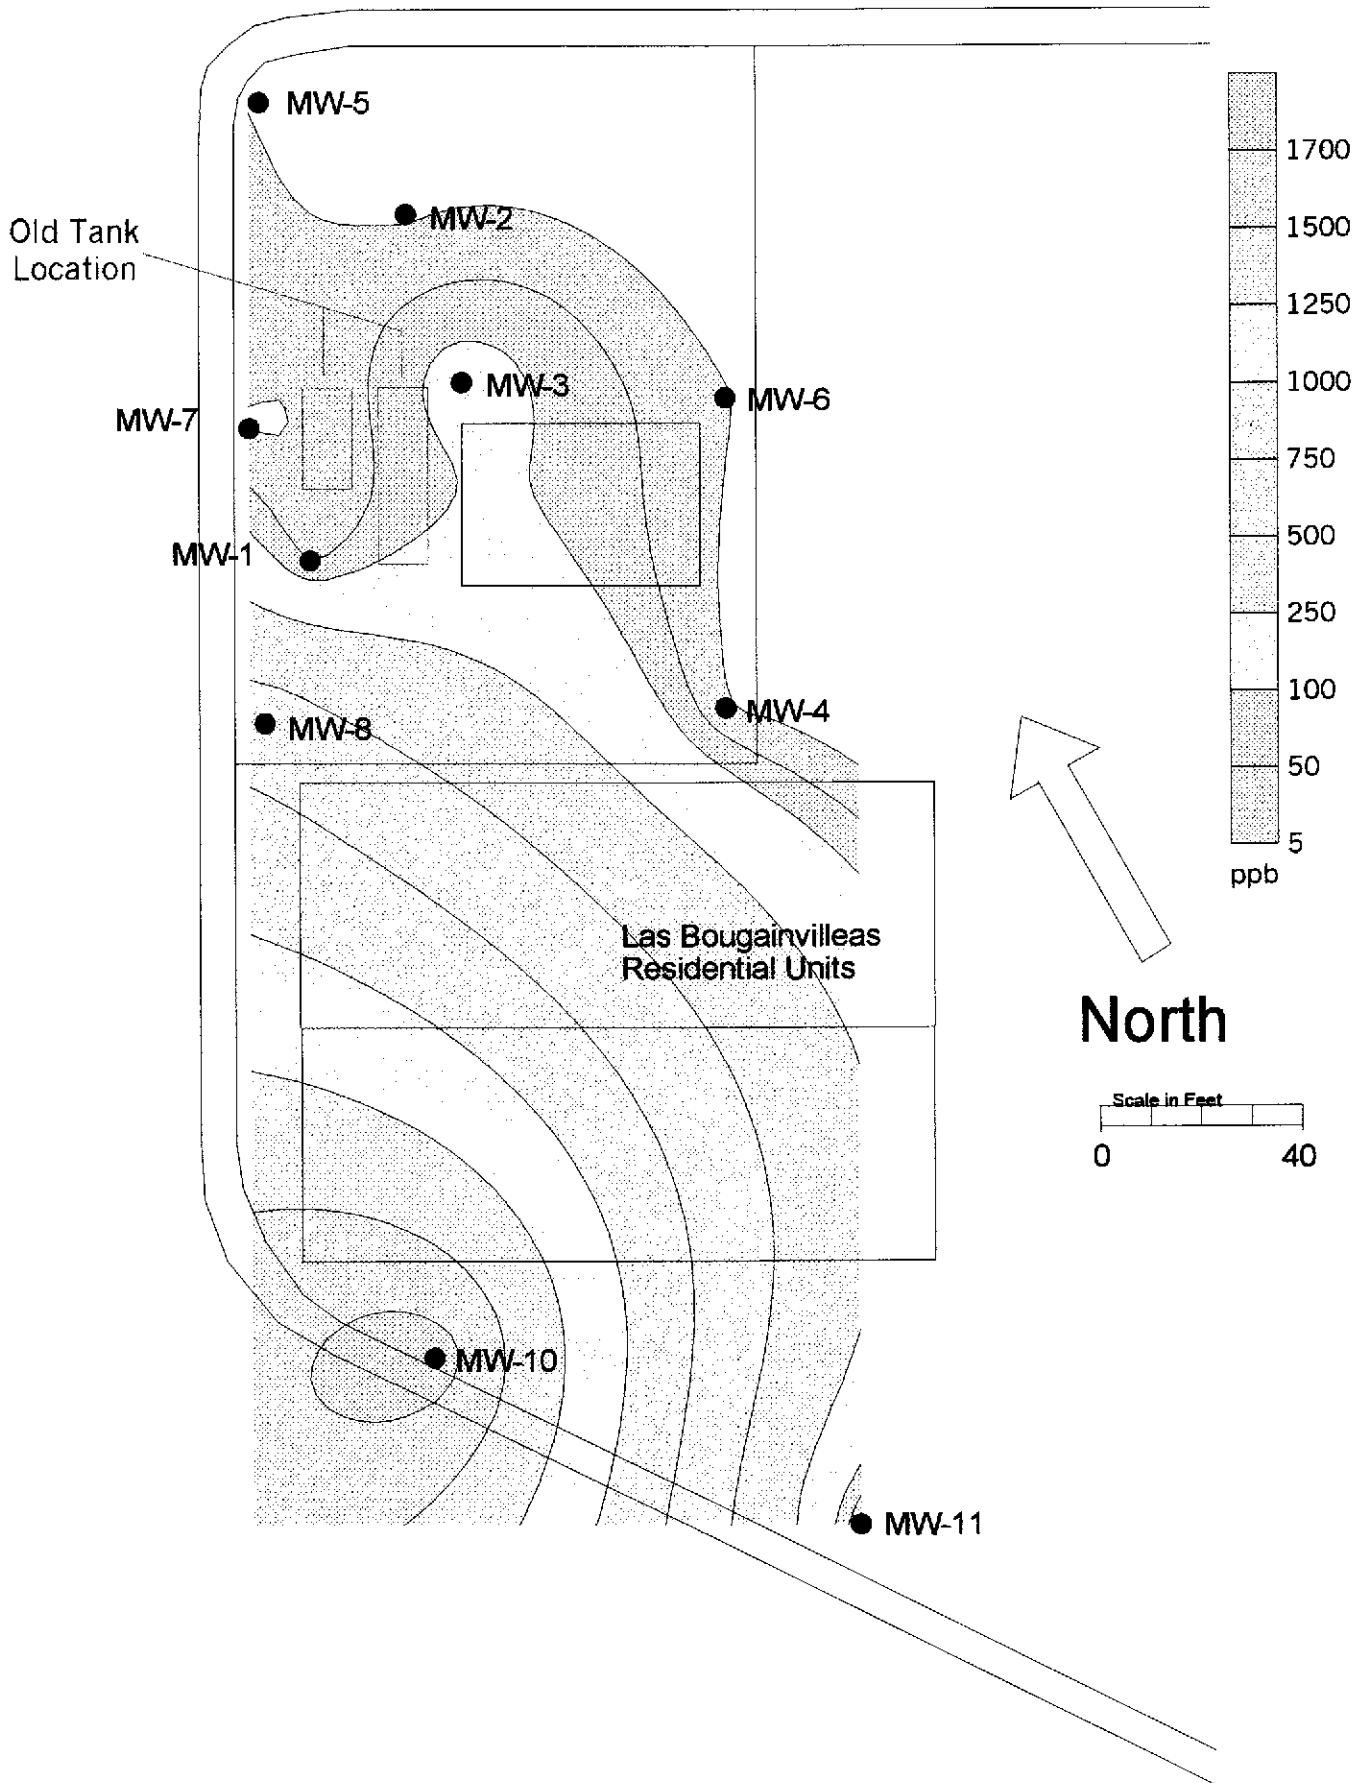 MW-5
1700
Old Tank
Location
MW-2
1500
1250
MW-7
MW-3
MW-6
1000
750
500
MW-1
250
100
MW-8
MW-4
50
5
ppb
Las Bougainvilleas
Residential Units
North
Scale in Feet
0 40
MW-10
MW-11